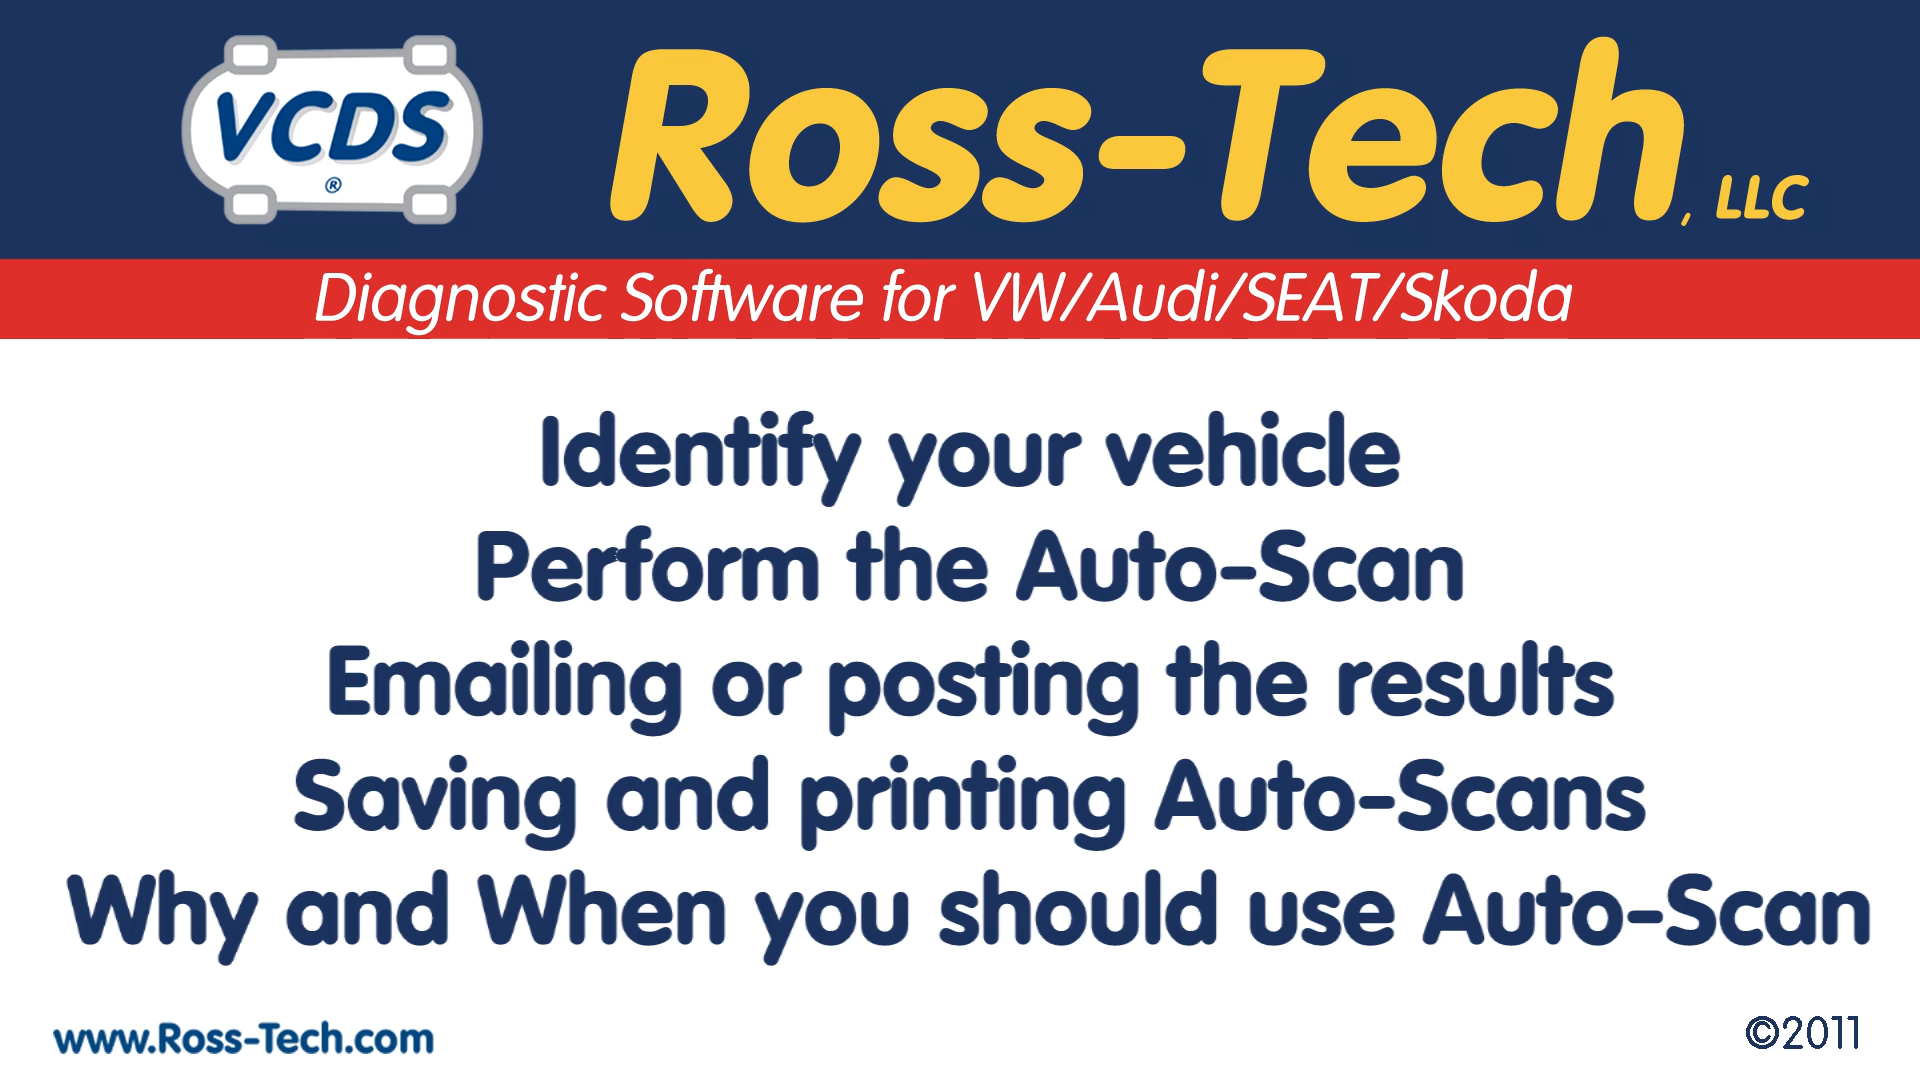 VCDS
®
Ross-Tech, LLC
Diagnostic Software for VW/Audi/SEAT/Skoda
Identify your vehicle
Perform the Auto-Scan
Emailing or posting the results
Saving and printing Auto-Scans
Why and When you should use Auto-Scan
www.Ross-Tech.com
©2011